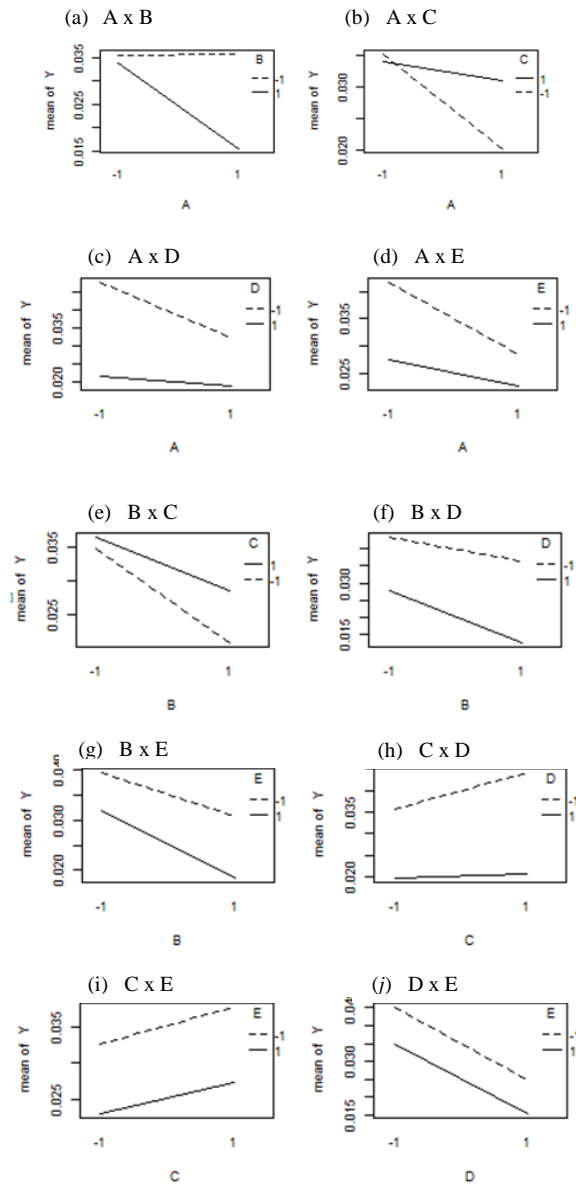 (a) A x B
(b) A x C
mean of Y
0.015 0.025 0.035
B
-1
1
-1 1
A
mean of Y
0.020 0.030
C
1
-1
-1 1
A
(c) A x D
(d) A x E
mean of Y
0.020 0.035
D
-1
1
-1 1
A
mean of Y
0.025 0.035
E
-1
1
-1 1
A
(e) B x C
(f) B x D
mean of Y
0.025 0.035
C
1
-1
-1 1
B
mean of Y
0.015 0.030
D
-1
1
-1 1
B
(g) B x E
(h) C x D
mean of Y
0.020 0.030 0.040
E
-1
1
-1 1
B
mean of Y
0.020 0.035
D
-1
1
-1 1
C
(i) C x E
(j) D x E
mean of Y
0.025 0.035
E
-1
1
-1 1
C
mean of Y
0.015 0.030
E
-1
1
-1 1
D